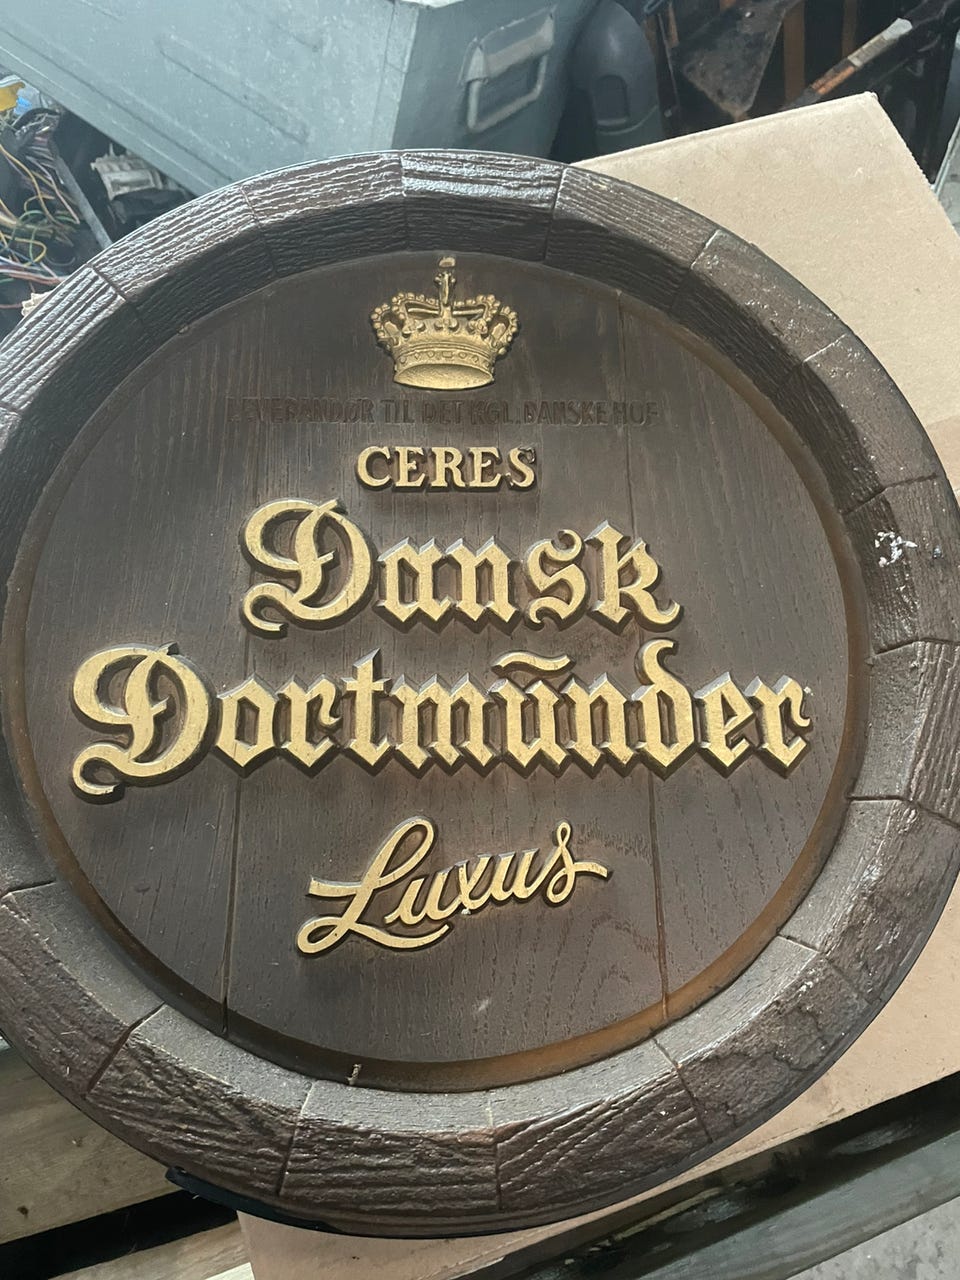 LEVERANDØR TIL DET KGL. DANSKE HOF
CERES
Dansk
Dortmünder
Luxus